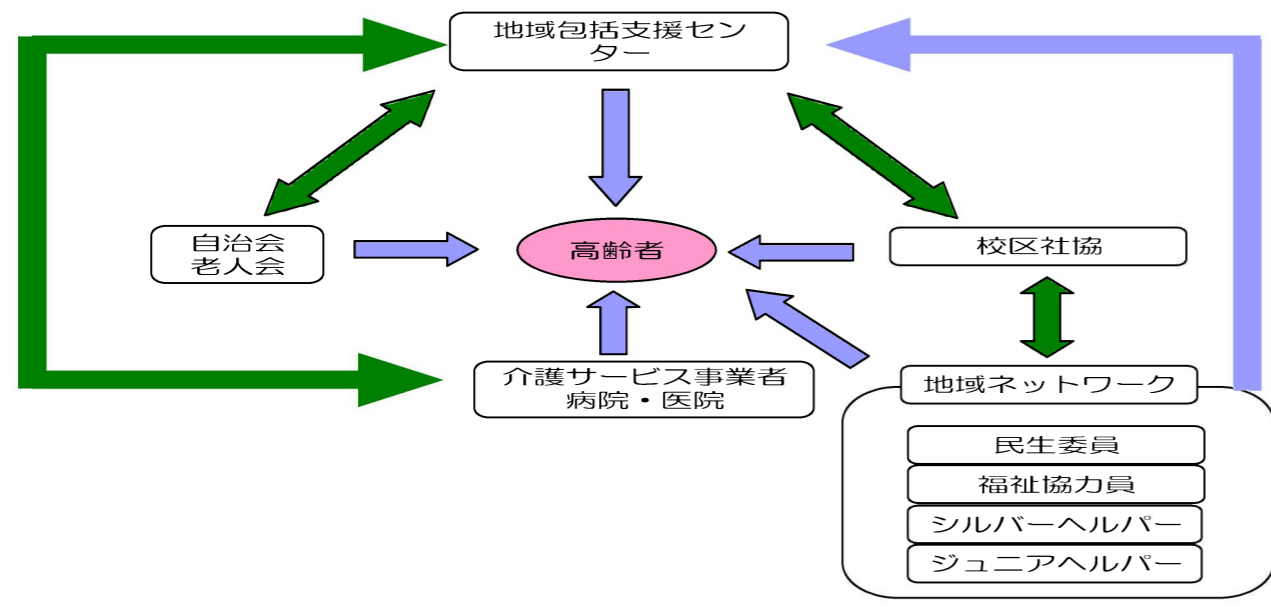 地域包括支援セン
ター
自治会
老人会
高齢者
校区社協
介護サービス事業者
病院・医院
地域ネットワーク
民生委員
福祉協力員
シルバーヘルパー
ジュニアヘルパー